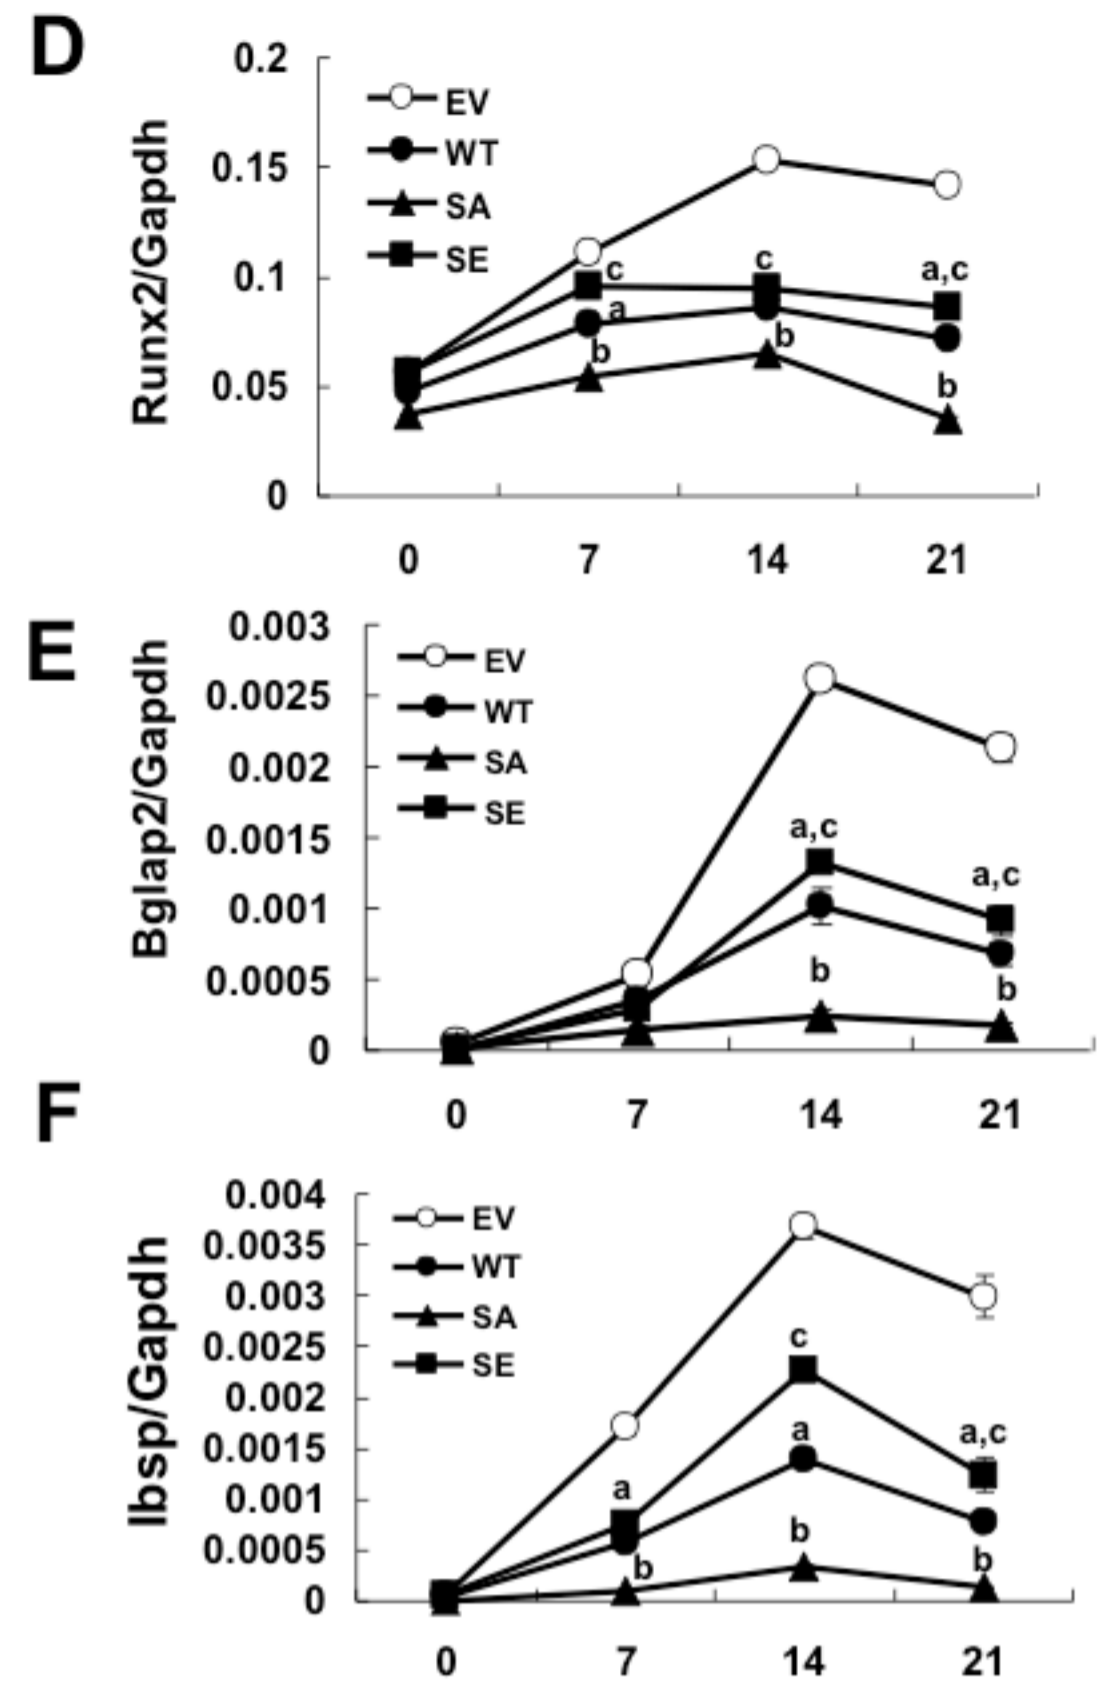 D
Runx2/Gapdh
0.2
0.15
0.1
0.05
0
EV
WT
SA
SE
c
a
b
c
b
a,c
b
0 7 14 21
E
Bglap2/Gapdh
0.003
0.0025
0.002
0.0015
0.001
0.0005
0
EV
WT
SA
SE
a,c
b
a,c
b
0 7 14 21
F
Ibsp/Gapdh
0.004
0.0035
0.003
0.0025
0.002
0.0015
0.001
0.0005
0
EV
WT
SA
SE
a
b
c
a
b
a,c
b
0 7 14 21